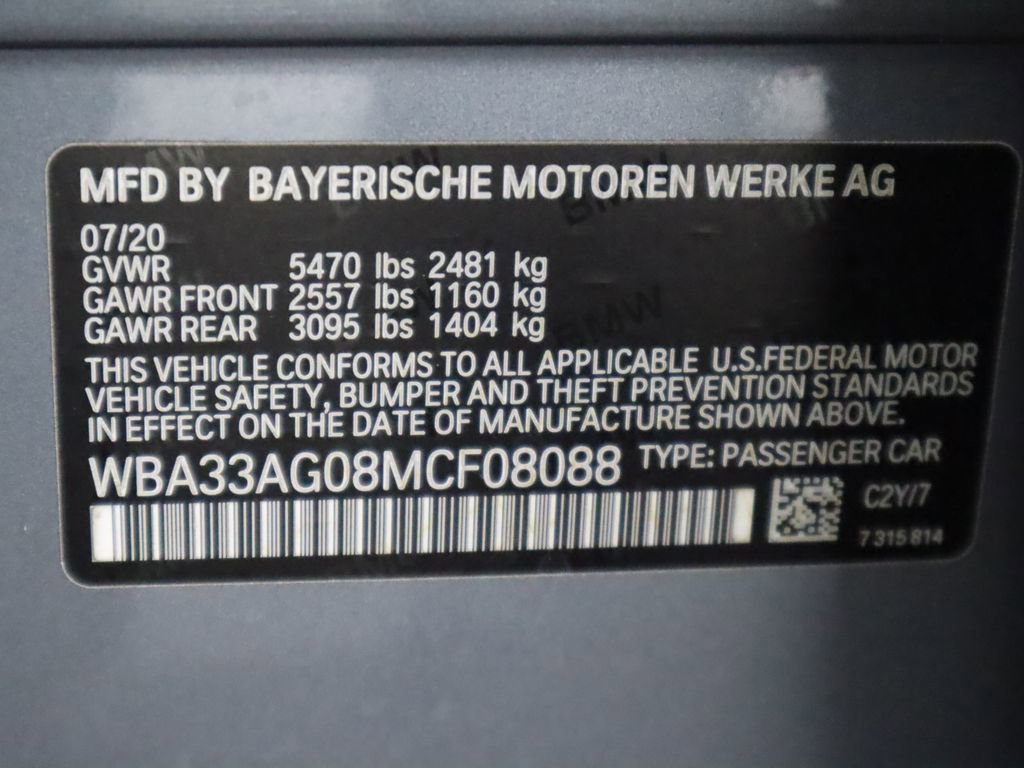 MFD BY BAYERISCHE MOTOREN WERKE AG
07/20
GVWR 5470 lbs 2481 kg
GAWR FRONT 2557 lbs 1160 kg
GAWR REAR 3095 lbs 1404 kg
THIS VEHICLE CONFORMS TO ALL APPLICABLE U.S.FEDERAL MOTOR
VEHICLE SAFETY, BUMPER AND THEFT PREVENTION STANDARDS
IN EFFECT ON THE DATE OF MANUFACTURE SHOWN ABOVE.
WBA33AG08MCF08088 TYPE: PASSENGER CAR
C2Y/7
7 315 814